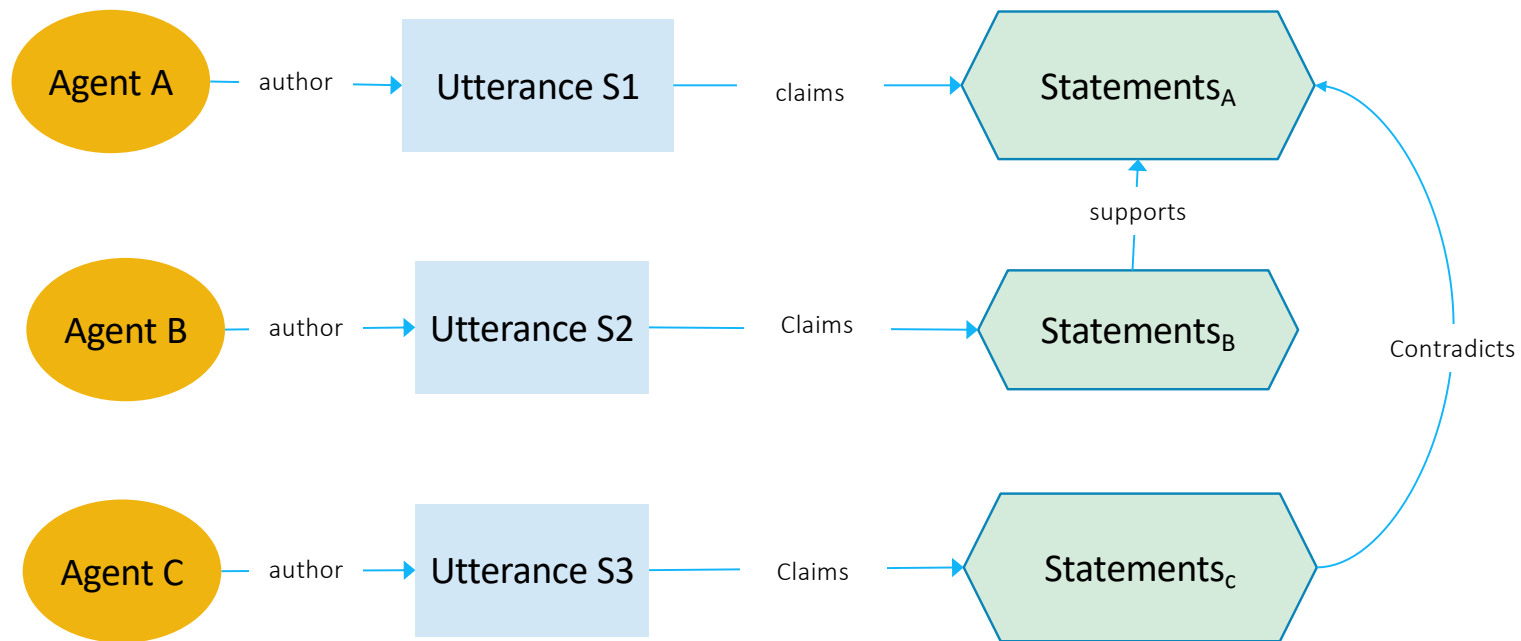 Agent A
author
Utterance S1
claims
StatementsA
supports
Agent B
author
Utterance S2
Claims
StatementsB
Contradicts
Agent C
author
Utterance S3
Claims
Statementsc